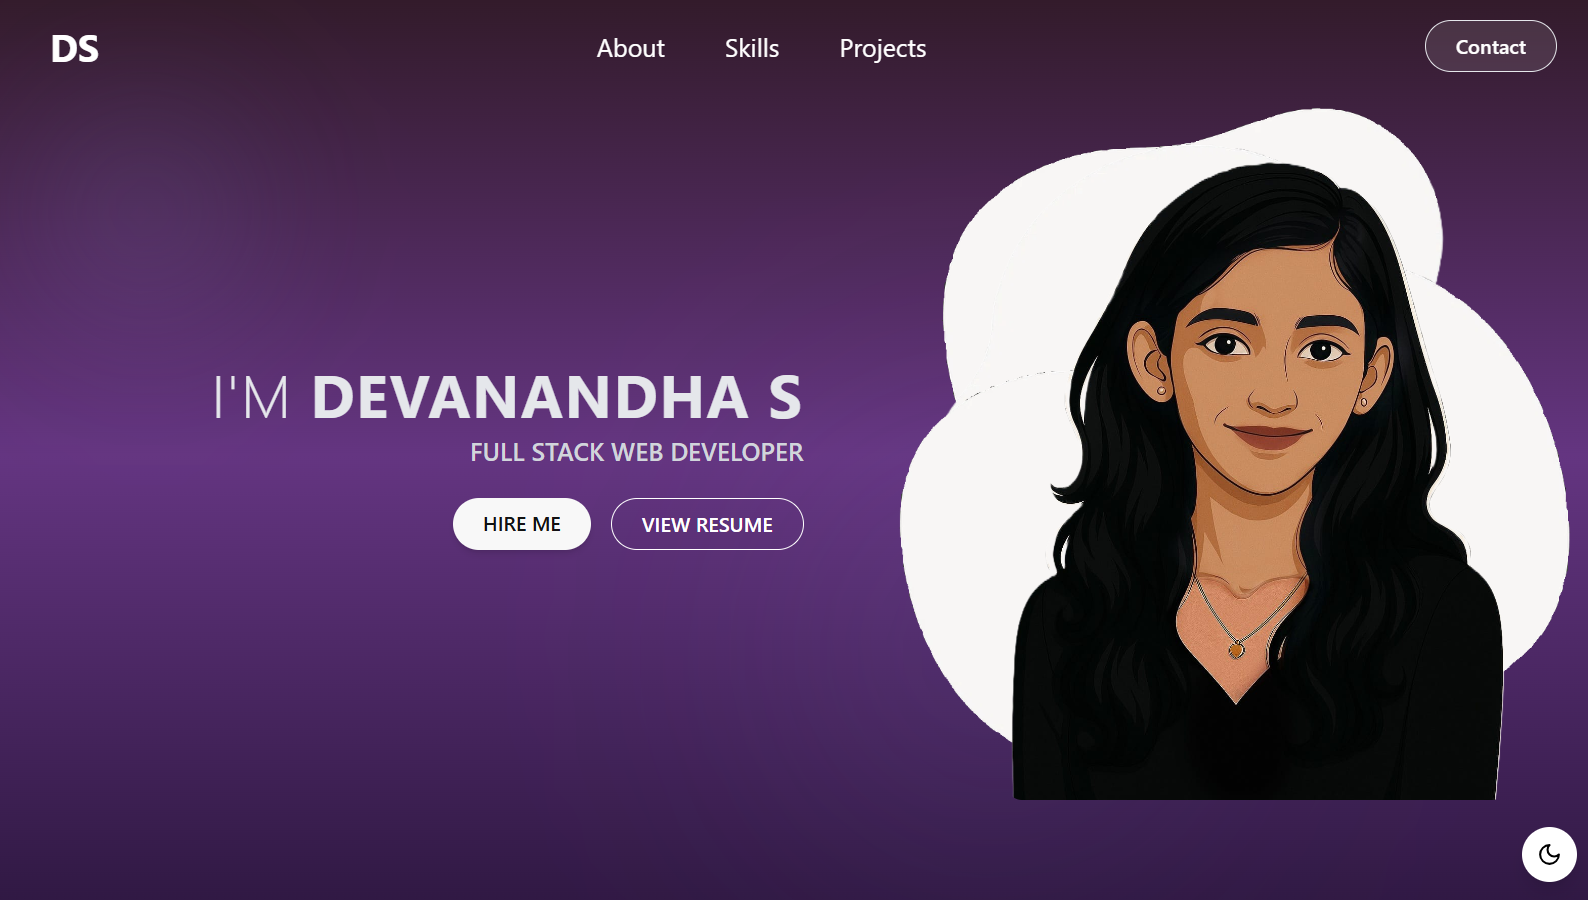 DS
About
Skills
Projects
Contact
I'M DEVANANDHA S
FULL STACK WEB DEVELOPER
HIRE ME
VIEW RESUME